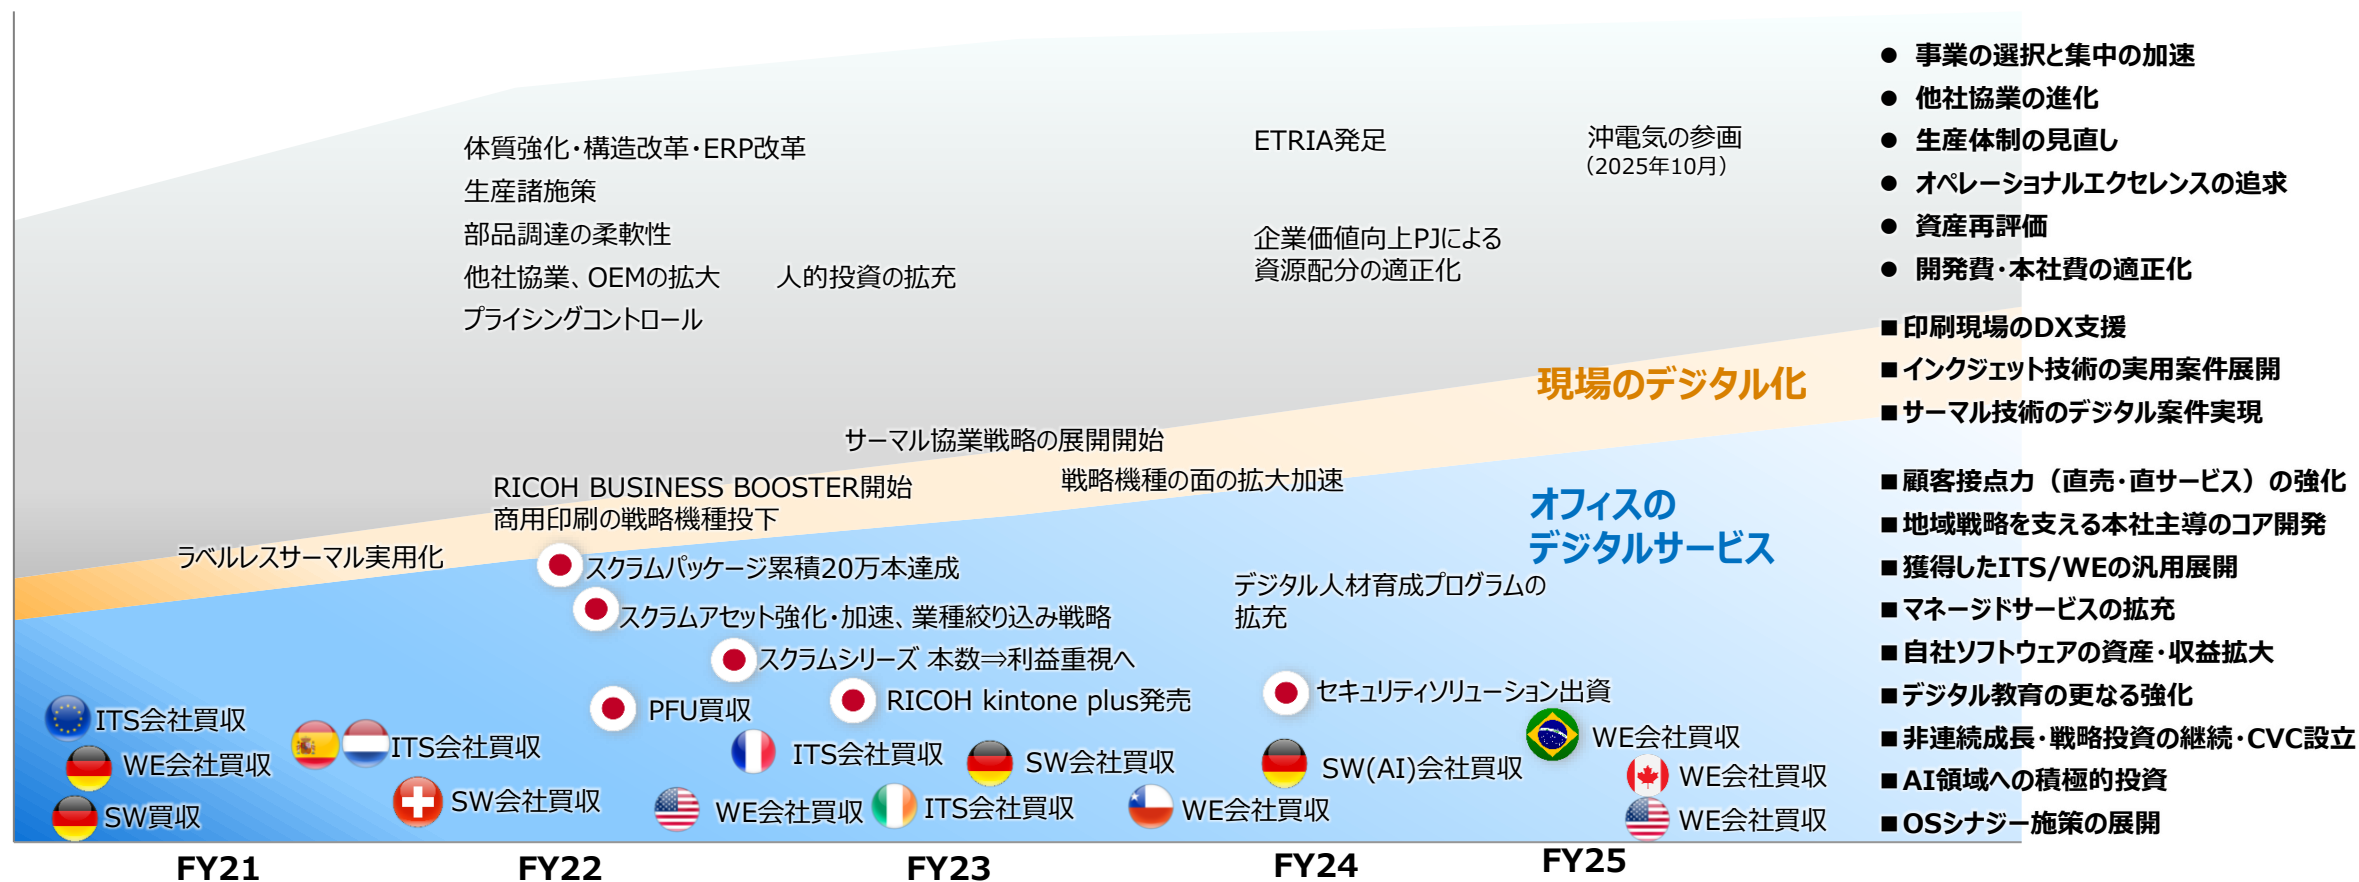 体質強化・構造改革・ERP改革
生産諸施策
部品調達の柔軟性
他社協業、OEMの拡大
人的投資の拡充
プライシングコントロール
ETRIA発足
企業価値向上PJによる
資源配分の適正化
沖電気の参画
（2025年10月）
● 事業の選択と集中の加速
● 他社協業の進化
● 生産体制の見直し
● オペレーショナルエクセレンスの追求
● 資産再評価
● 開発費・本社費の適正化
現場のデジタル化
サーマル協業戦略の展開開始
RICOH BUSINESS BOOSTER開始
商用印刷の戦略機種投下
戦略機種の面の拡大加速
ラベルレスサーマル実用化
■印刷現場のDX支援
■インクジェット技術の実用案件展開
■サーマル技術のデジタル案件実現
オフィスの
デジタルサービス
スクラムパッケージ累積20万本達成
スクラムアセット強化・加速、業種絞り込み戦略
スクラムシリーズ 本数⇒利益重視へ
デジタル人材育成プログラムの
拡充
PFU買収
RICOH kintone plus発売
セキュリティソリューション出資
ITS会社買収
WE会社買収
SW買収
ITS会社買収
SW会社買収
ITS会社買収
WE会社買収
SW会社買収
ITS会社買収
WE会社買収
SW(AI)会社買収
WE会社買収
WE会社買収
WE会社買収
■顧客接点力（直売・直サービス）の強化
■地域戦略を支える本社主導のコア開発
■獲得したITS/WEの汎用展開
■マネージドサービスの拡充
■自社ソフトウェアの資産・収益拡大
■デジタル教育の更なる強化
■非連続成長・戦略投資の継続・CVC設立
■AI領域への積極的投資
■OSシナジー施策の展開
FY21
FY22
FY23
FY24
FY25